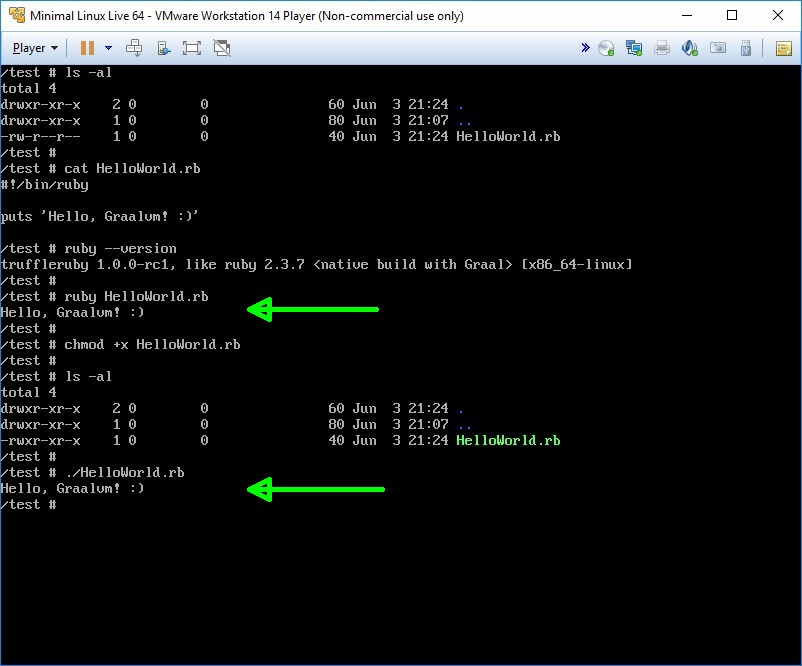 Minimal Linux Live 64 - VMware Workstation 14 Player (Non-commercial use only)
Player
/test # ls -al
total 4
drwxr-xr-x    2 0        0               60 Jun  3 21:24 .
drwxr-xr-x    1 0        0               80 Jun  3 21:07 ..
-rw-r--r--    1 0        0               40 Jun  3 21:24 HelloWorld.rb
/test #
/test # cat HelloWorld.rb
#!/bin/ruby
puts 'Hello, Graalvm! :)'
/test # ruby --version
truffleruby 1.0.0-rc1, like ruby 2.3.7 <native build with Graal> [x86_64-linux]
/test #
/test # ruby HelloWorld.rb
Hello, Graalvm! :)
/test #
/test # chmod +x HelloWorld.rb
/test #
/test # ls -al
total 4
drwxr-xr-x    2 0        0               60 Jun  3 21:24 .
drwxr-xr-x    1 0        0               80 Jun  3 21:07 ..
-rwxr-xr-x    1 0        0               40 Jun  3 21:24 HelloWorld.rb
/test #
/test # ./HelloWorld.rb
Hello, Graalvm! :)
/test #